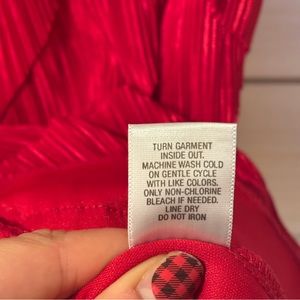 TURN GARMENT
INSIDE OUT.
MACHINE WASH COLD
ON GENTLE CYCLE
WITH LIKE COLORS.
ONLY NON-CHLORINE
BLEACH IF NEEDED.
LINE DRY
DO NOT IRON